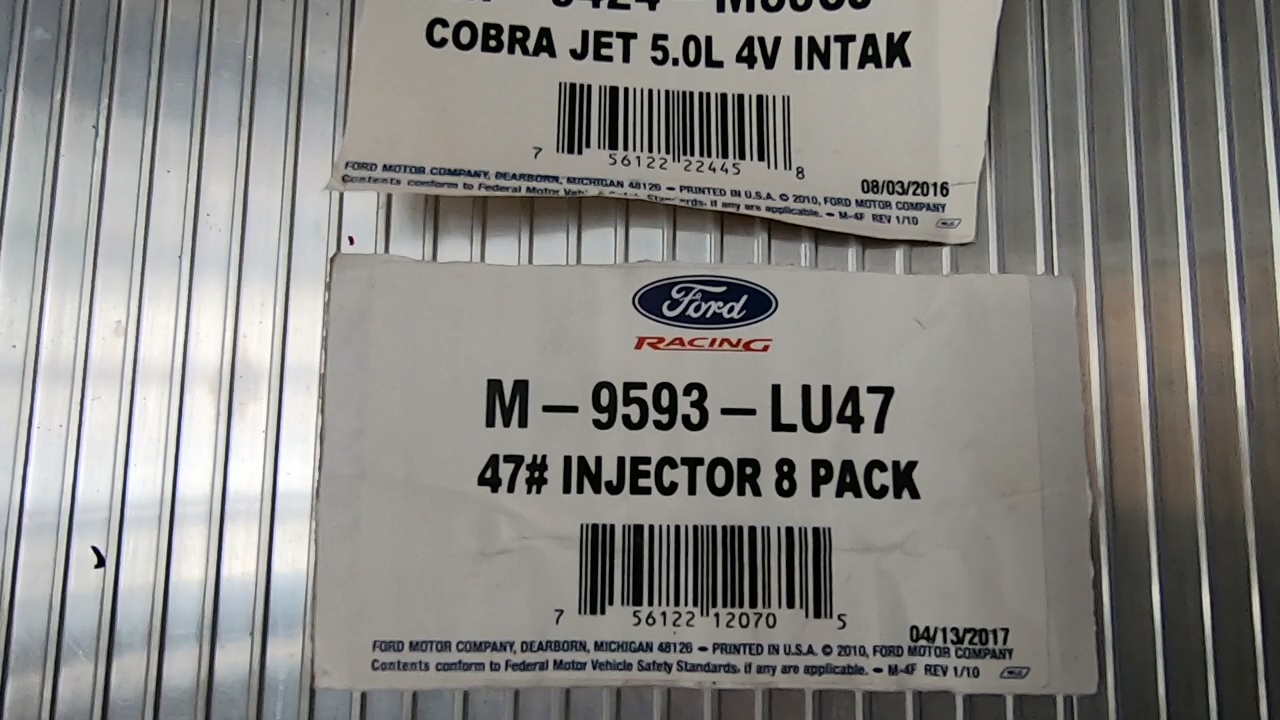 COBRA JET 5.0L 4V INTAK
7 56122 22445 8
08/03/2016
FORD MOTOR COMPANY, DEARBORN, MICHIGAN 48126 – PRINTED IN U.S.A. © 2010, FORD MOTOR COMPANY
Contents conform to Federal Motor if any are applicable. – M-4F REV 1/10
Ford
RACING
M – 9593 – LU47
47# INJECTOR 8 PACK
7 56122 12070 5
04/13/2017
FORD MOTOR COMPANY, DEARBORN, MICHIGAN 48126 – PRINTED IN U.S.A. © 2010, FORD MOTOR COMPANY
Contents conform to Federal Motor Vehicle Safety Standards, if any are applicable. – M-4F REV 1/10